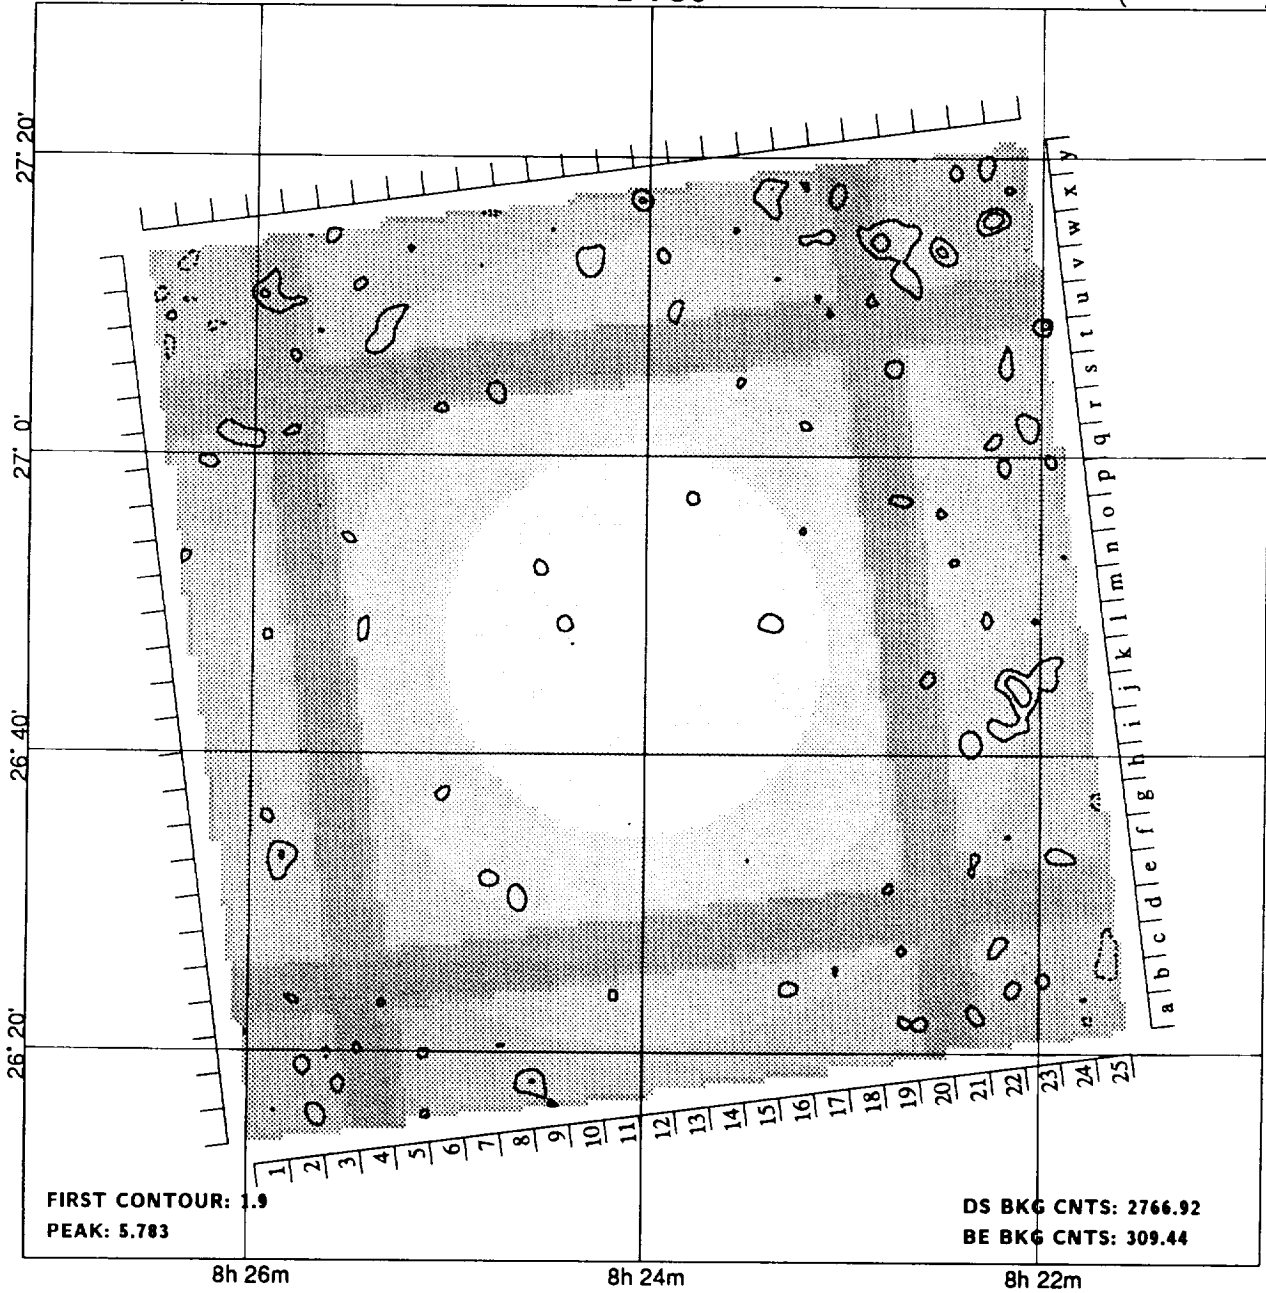 27° 20'
27° 0'
26° 40'
26° 20'
y
x
w
v
u
t
s
r
q
p
o
n
m
l
k
j
i
h
g
f
e
d
c
b
a
1 2 3 4 5 6 7 8 9 10 11 12 13 14 15 16 17 18 19 20 21 22 23 24 25
FIRST CONTOUR: 1.9
PEAK: 5.783
DS BKG CNTS: 2766.92
BE BKG CNTS: 309.44
8h 26m 8h 24m 8h 22m